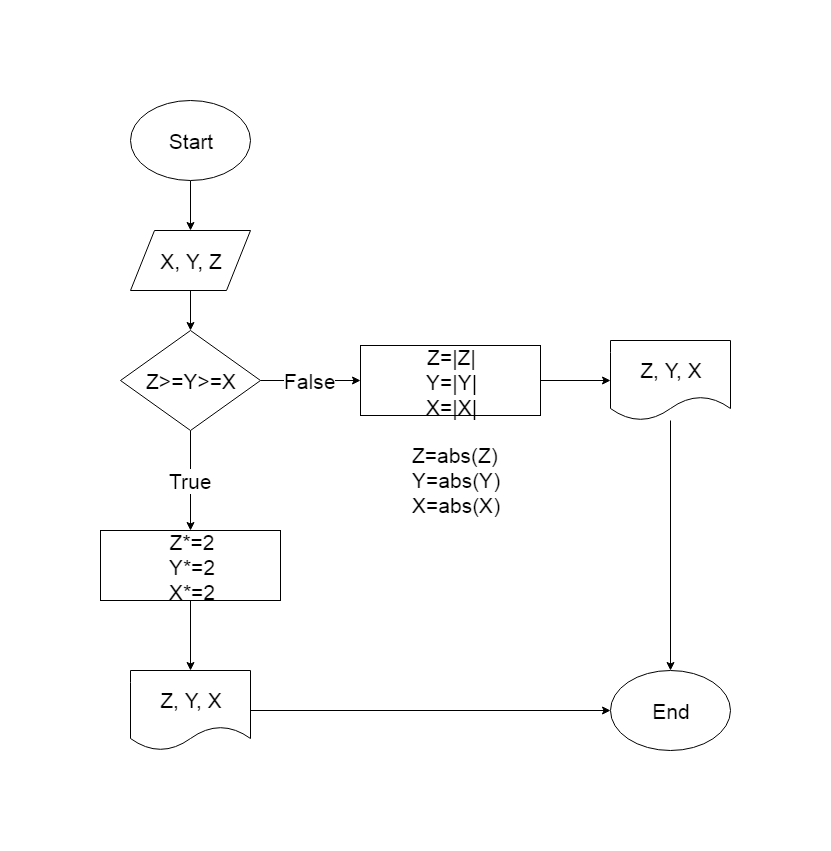 Start
X, Y, Z
Z>=Y>=X
False
Z=|Z|
Y=|Y|
X=|X|
Z, Y, X
Z=abs(Z)
Y=abs(Y)
X=abs(X)
True
Z*=2
Y*=2
X*=2
Z, Y, X
End